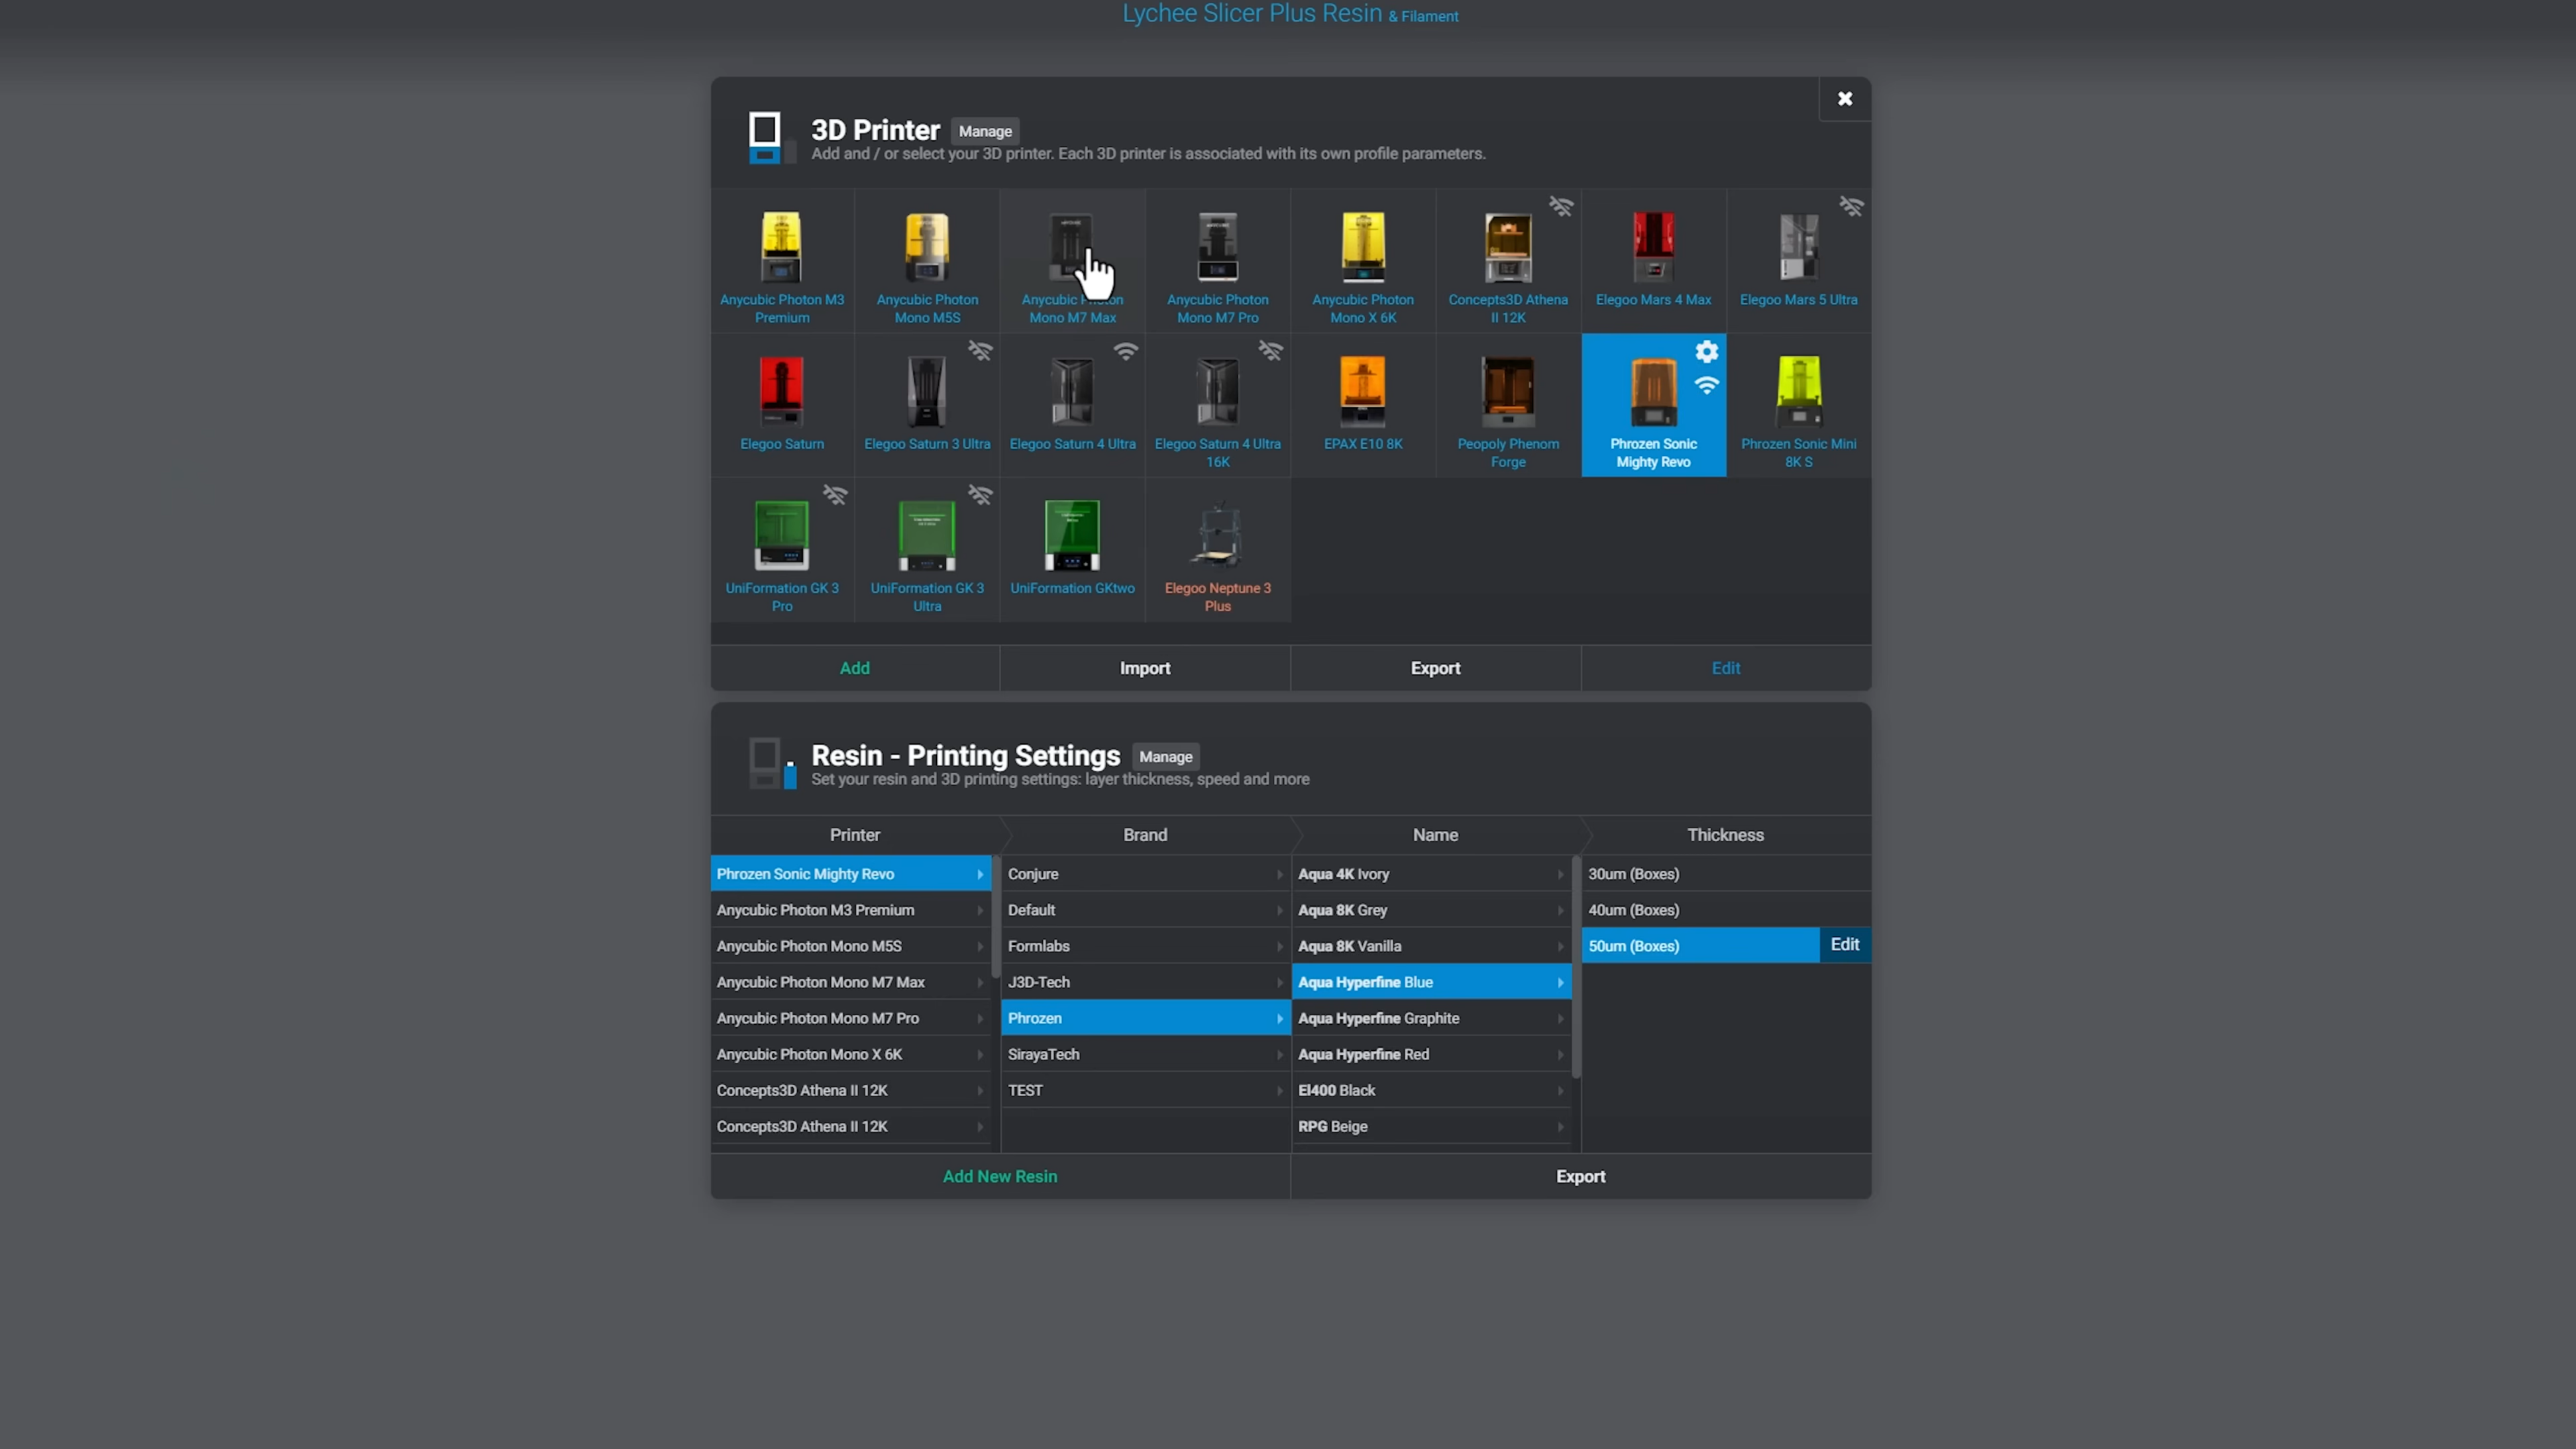 Lychee Slicer Plus Resin & Filament
3D Printer Manage
Add and / or select your 3D printer. Each 3D printer is associated with its own profile parameters.
Anycubic Photon M3
Premium
Anycubic Photon
Mono M5S
Anycubic Photon
Mono M7 Max
Anycubic Photon
Mono M7 Pro
Anycubic Photon
Mono X 6K
Concepts3D Athena
II 12K
Elegoo Mars 4 Max
Elegoo Mars 5 Ultra
Elegoo Saturn
Elegoo Saturn 3 Ultra
Elegoo Saturn 4 Ultra
Elegoo Saturn 4 Ultra
16K
EPAX E10 8K
Peopoly Phenom
Forge
Phrozen Sonic
Mighty Revo
Phrozen Sonic Mini
8K S
UniFormation GK 3
Pro
UniFormation GK 3
Ultra
UniFormation GKtwo
Elegoo Neptune 3
Plus
Add Import Export Edit
Resin - Printing Settings Manage
Set your resin and 3D printing settings: layer thickness, speed and more
Printer Brand Name Thickness
Phrozen Sonic Mighty Revo Conjure Aqua 4K Ivory 30um (Boxes)
Anycubic Photon M3 Premium Default Aqua 8K Grey 40um (Boxes)
Anycubic Photon Mono M5S Formlabs Aqua 8K Vanilla 50um (Boxes) Edit
Anycubic Photon Mono M7 Max J3D-Tech Aqua Hyperfine Blue
Anycubic Photon Mono M7 Pro Phrozen Aqua Hyperfine Graphite
Anycubic Photon Mono X 6K SirayaTech Aqua Hyperfine Red
Concepts3D Athena II 12K TEST El400 Black
Concepts3D Athena II 12K RPG Beige
Add New Resin Export